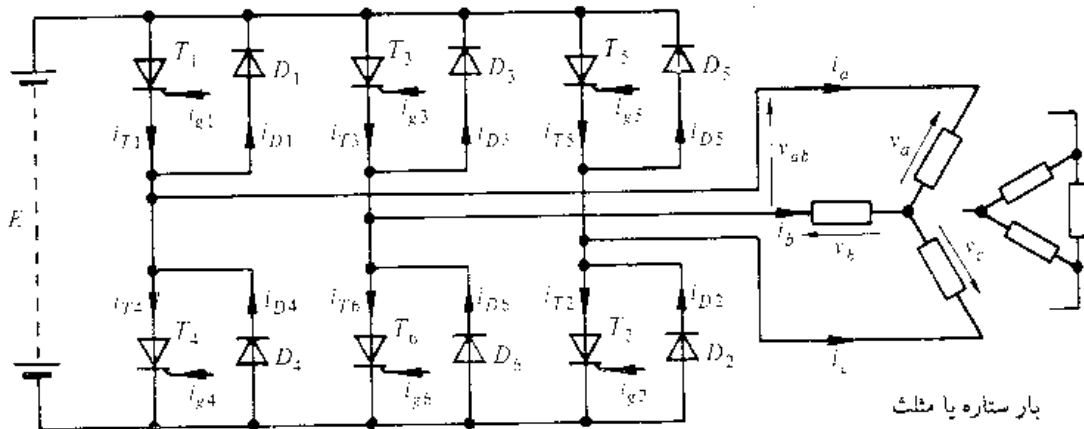 T₁ D₁ T₃ D₃ T₅ D₅
i_g1 i_g3 i_g5
i_T1 i_D1 i_T3 i_D3 i_T5 i_D5
i_a
v_ab v_a
E
i_b v_b v_c
i_T4 i_D4 i_T6 i_D6 i_T2 i_D2
T₄ D₄ T₆ D₆ D₂
i_g4 i_g6 i_g2
i_c
بار ستاره یا مثلث